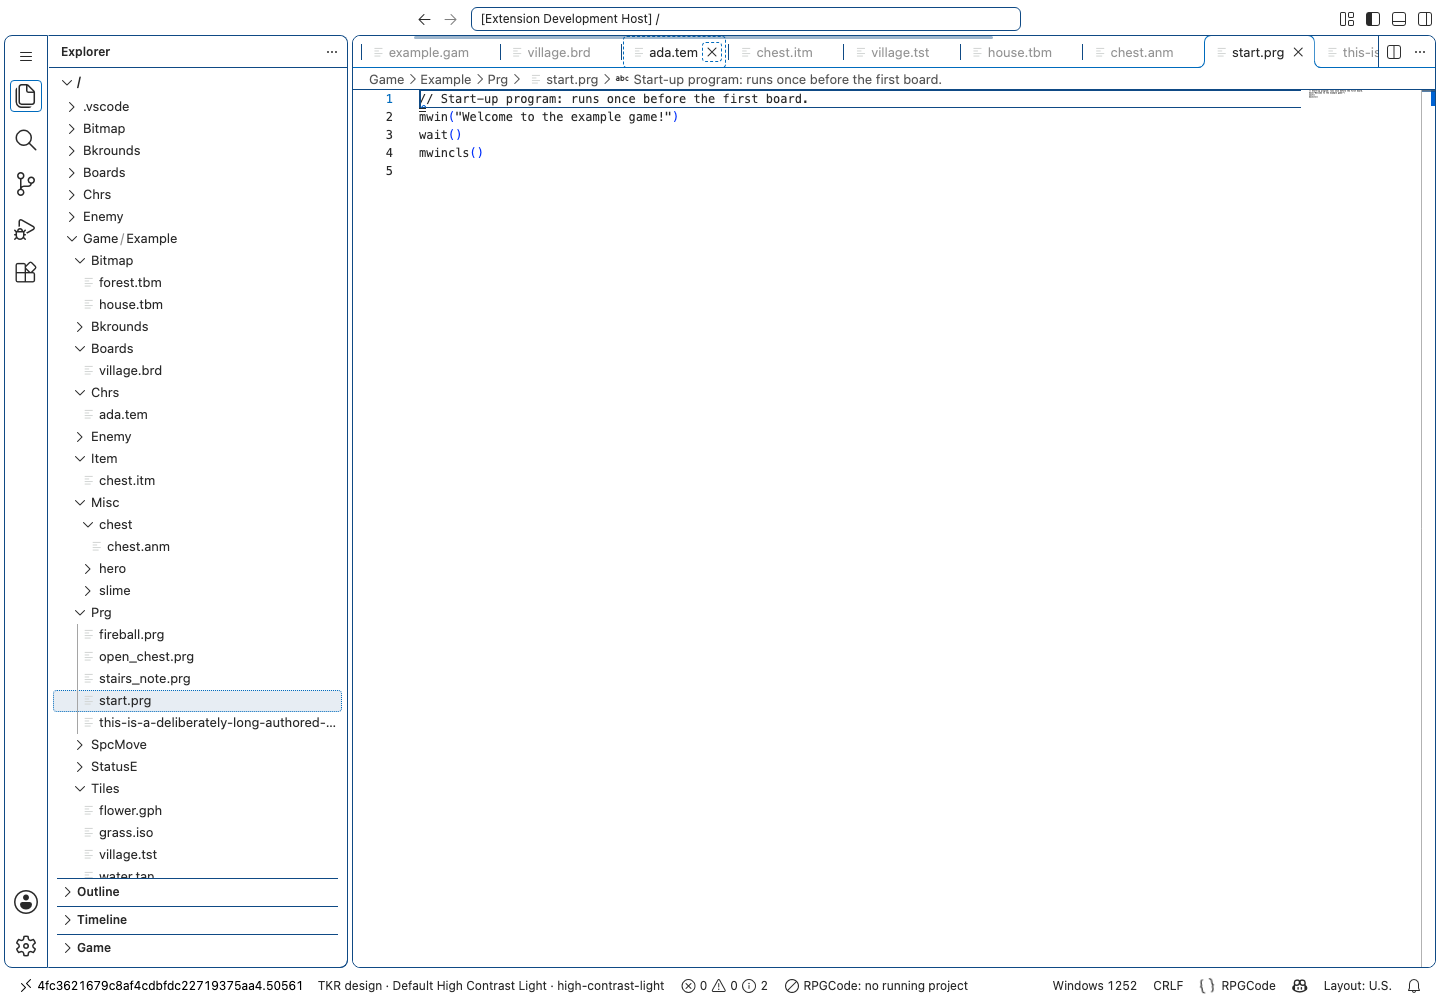 [Extension Development Host] /
Explorer
/
.vscode
Bitmap
Bkrounds
Boards
Chrs
Enemy
Game / Example
Bitmap
forest.tbm
house.tbm
Bkrounds
Boards
village.brd
Chrs
ada.tem
Enemy
Item
chest.itm
Misc
chest
chest.anm
hero
slime
Prg
fireball.prg
open_chest.prg
stairs_note.prg
start.prg
this-is-a-deliberately-long-authored-...
SpcMove
StatusE
Tiles
flower.gph
grass.iso
village.tst
water.tan
Outline
Timeline
Game
example.gam village.brd ada.tem chest.itm village.tst house.tbm chest.anm start.prg this-is
Game > Example > Prg > start.prg > abc Start-up program: runs once before the first board.
1 // Start-up program: runs once before the first board.
2 mwin("Welcome to the example game!")
3 wait()
4 mwincls()
5
4fc3621679c8af4cdbfdc22719375aa4.50561 TKR design · Default High Contrast Light · high-contrast-light 0 0 2 RPGCode: no running project Windows 1252 CRLF { } RPGCode Layout: U.S.